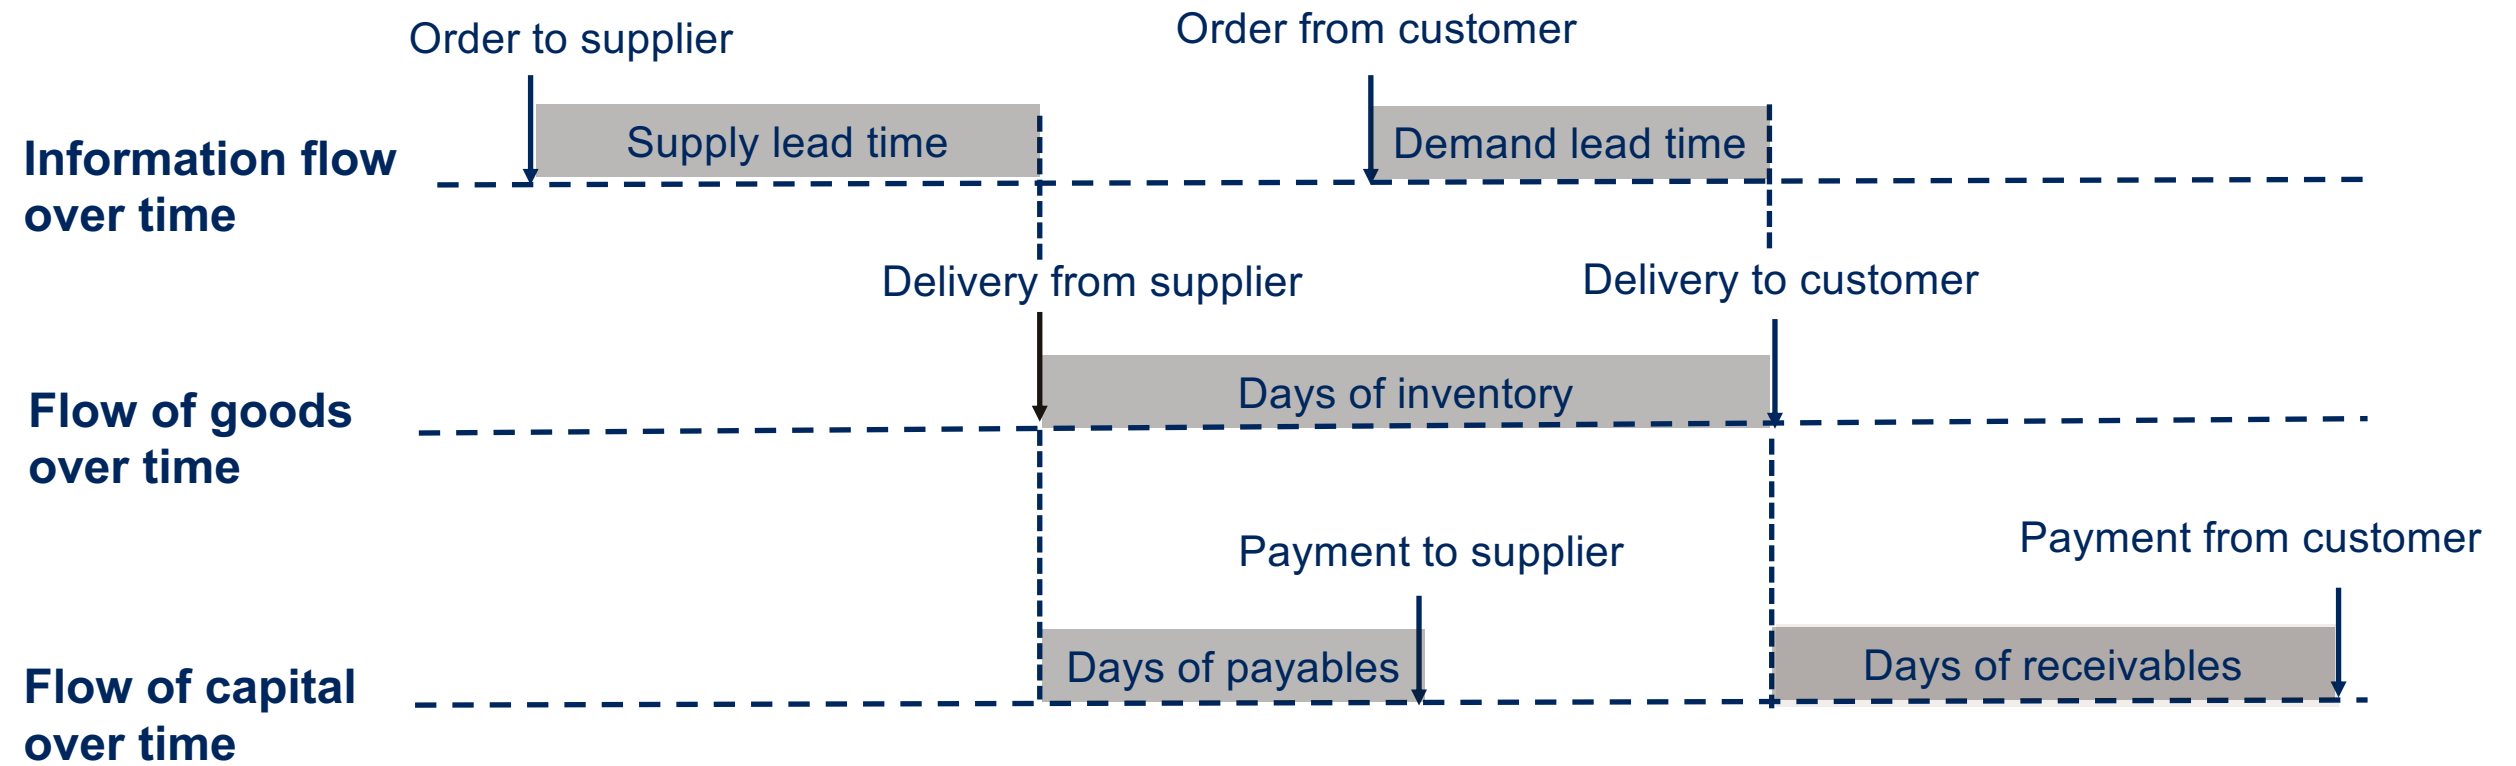 Order to supplier
Order from customer
Supply lead time
Demand lead time
Information flow
over time
Delivery from supplier
Delivery to customer
Days of inventory
Flow of goods
over time
Payment to supplier
Payment from customer
Days of payables
Days of receivables
Flow of capital
over time